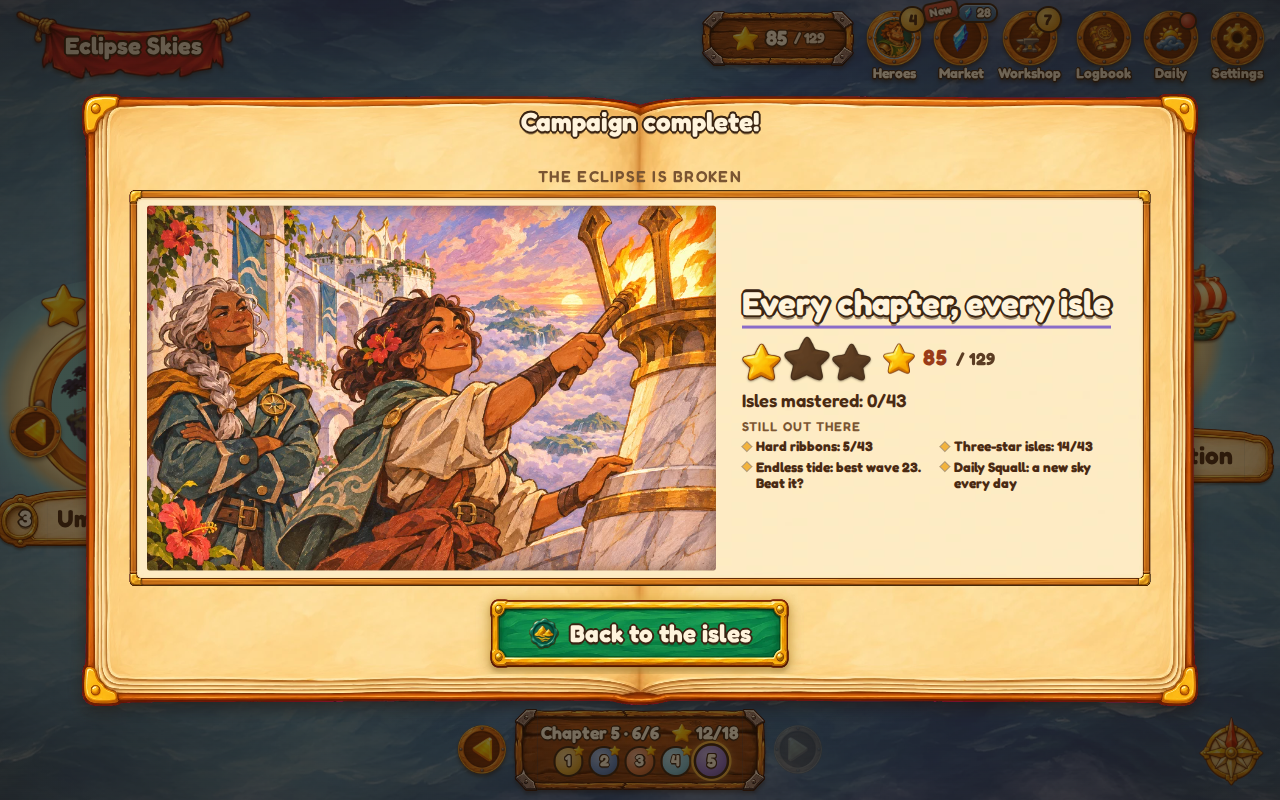 Eclipse Skies
85 / 129
4
New
28
7
Heroes
Market
Workshop
Logbook
Daily
Settings
Campaign complete!
THE ECLIPSE IS BROKEN
Every chapter, every isle
85 / 129
Isles mastered: 0/43
STILL OUT THERE
Hard ribbons: 5/43
Three-star isles: 14/43
Endless tide: best wave 23.
Beat it?
Daily Squall: a new sky
every day
3
Back to the isles
Chapter 5 · 6/6
12/18
1
2
3
4
5